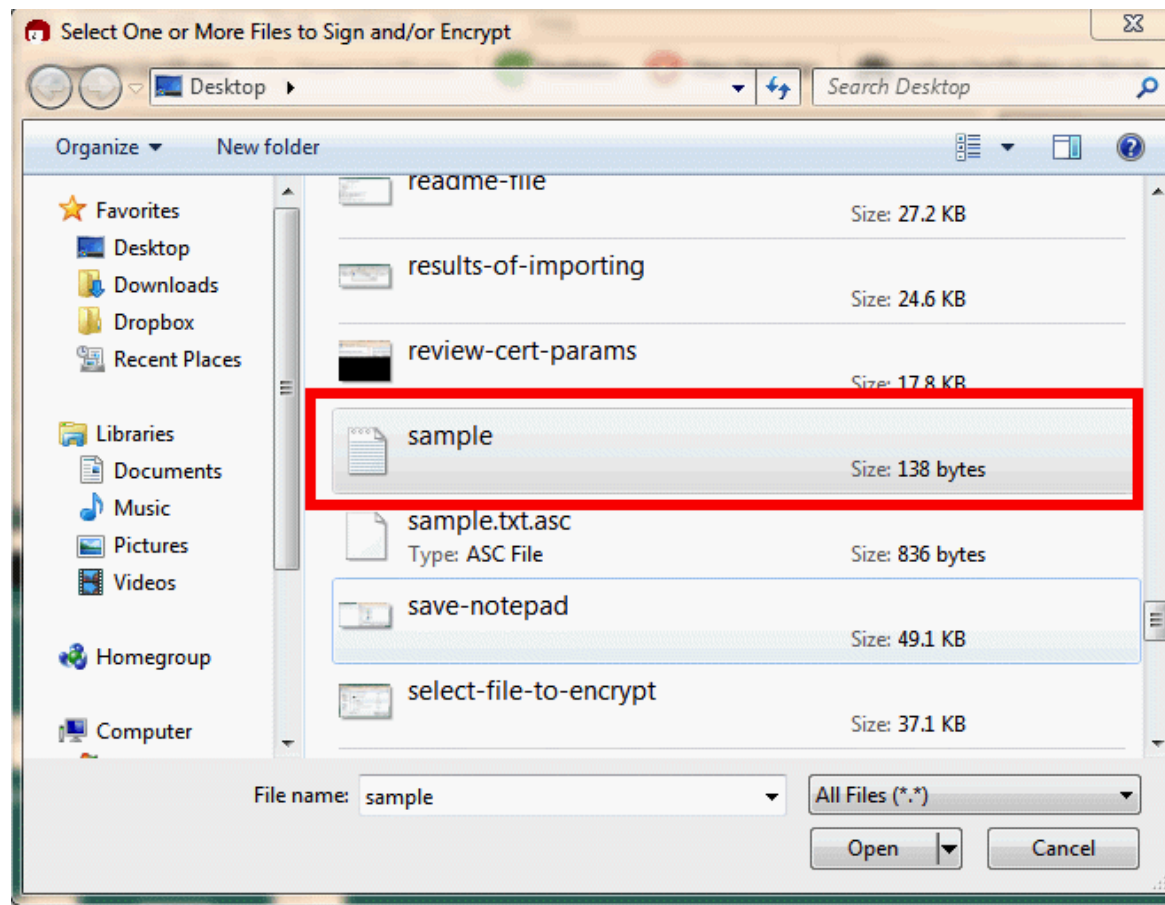 Select One or More Files to Sign and/or Encrypt
Desktop
Search Desktop
Organize
New folder
Favorites
Desktop
Downloads
Dropbox
Recent Places
Libraries
Documents
Music
Pictures
Videos
Homegroup
Computer
readme-file
Size: 27.2 KB
results-of-importing
Size: 24.6 KB
review-cert-params
Size: 17.8 KB
sample
Size: 138 bytes
sample.txt.asc
Type: ASC File
Size: 836 bytes
save-notepad
Size: 49.1 KB
select-file-to-encrypt
Size: 37.1 KB
File name: sample
All Files (*.*)
Open
Cancel